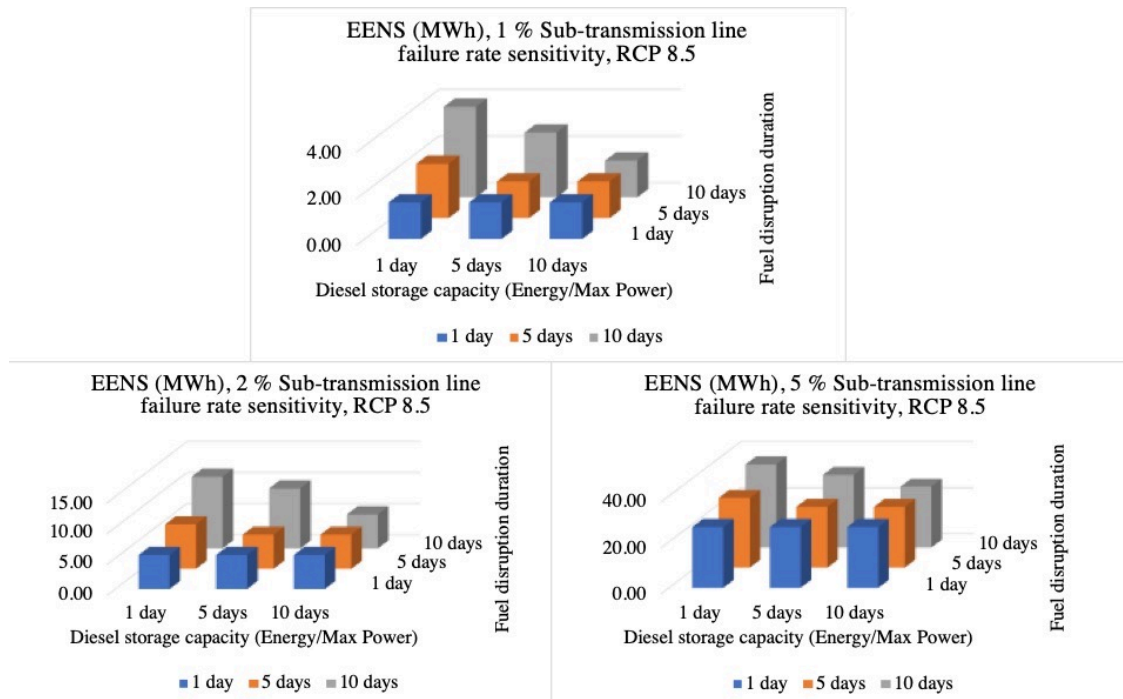 EENS (MWh), 1 % Sub-transmission line
failure rate sensitivity, RCP 8.5
4.00
2.00
0.00
1 day
5 days
10 days
Diesel storage capacity (Energy/Max Power)
1 day
5 days
10 days
Fuel disruption duration
1 day
5 days
10 days
EENS (MWh), 2 % Sub-transmission line
failure rate sensitivity, RCP 8.5
15.00
10.00
5.00
0.00
1 day
5 days
10 days
Diesel storage capacity (Energy/Max Power)
1 day
5 days
10 days
Fuel disruption duration
1 day
5 days
10 days
EENS (MWh), 5 % Sub-transmission line
failure rate sensitivity, RCP 8.5
40.00
20.00
0.00
1 day
5 days
10 days
Diesel storage capacity (Energy/Max Power)
1 day
5 days
10 days
Fuel disruption duration
1 day
5 days
10 days